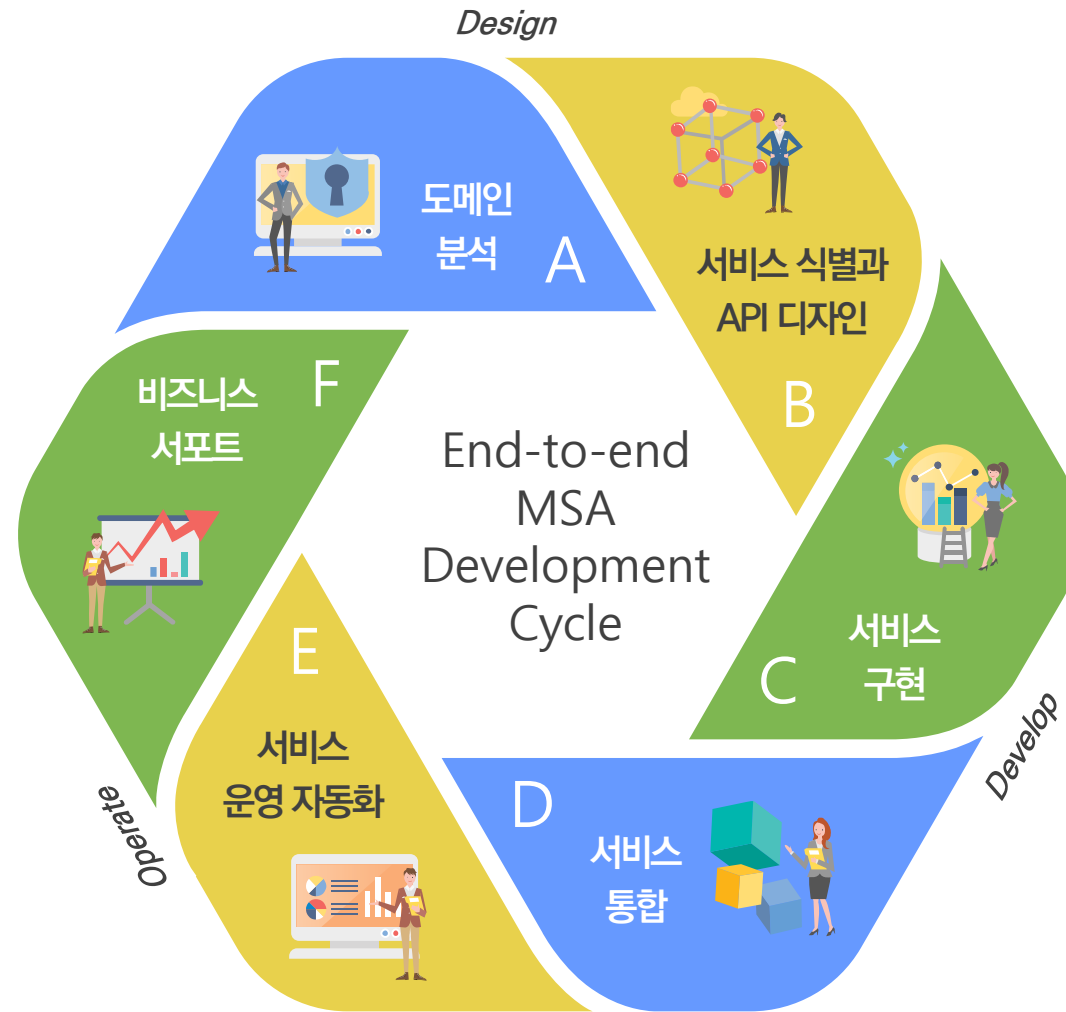 Design
도메인
분석
A
서비스 식별과
API 디자인
B
서비스
구현
C
Develop
D
서비스
통합
E
서비스
운영 자동화
Operate
F
비즈니스
서포트
End-to-end
MSA
Development
Cycle